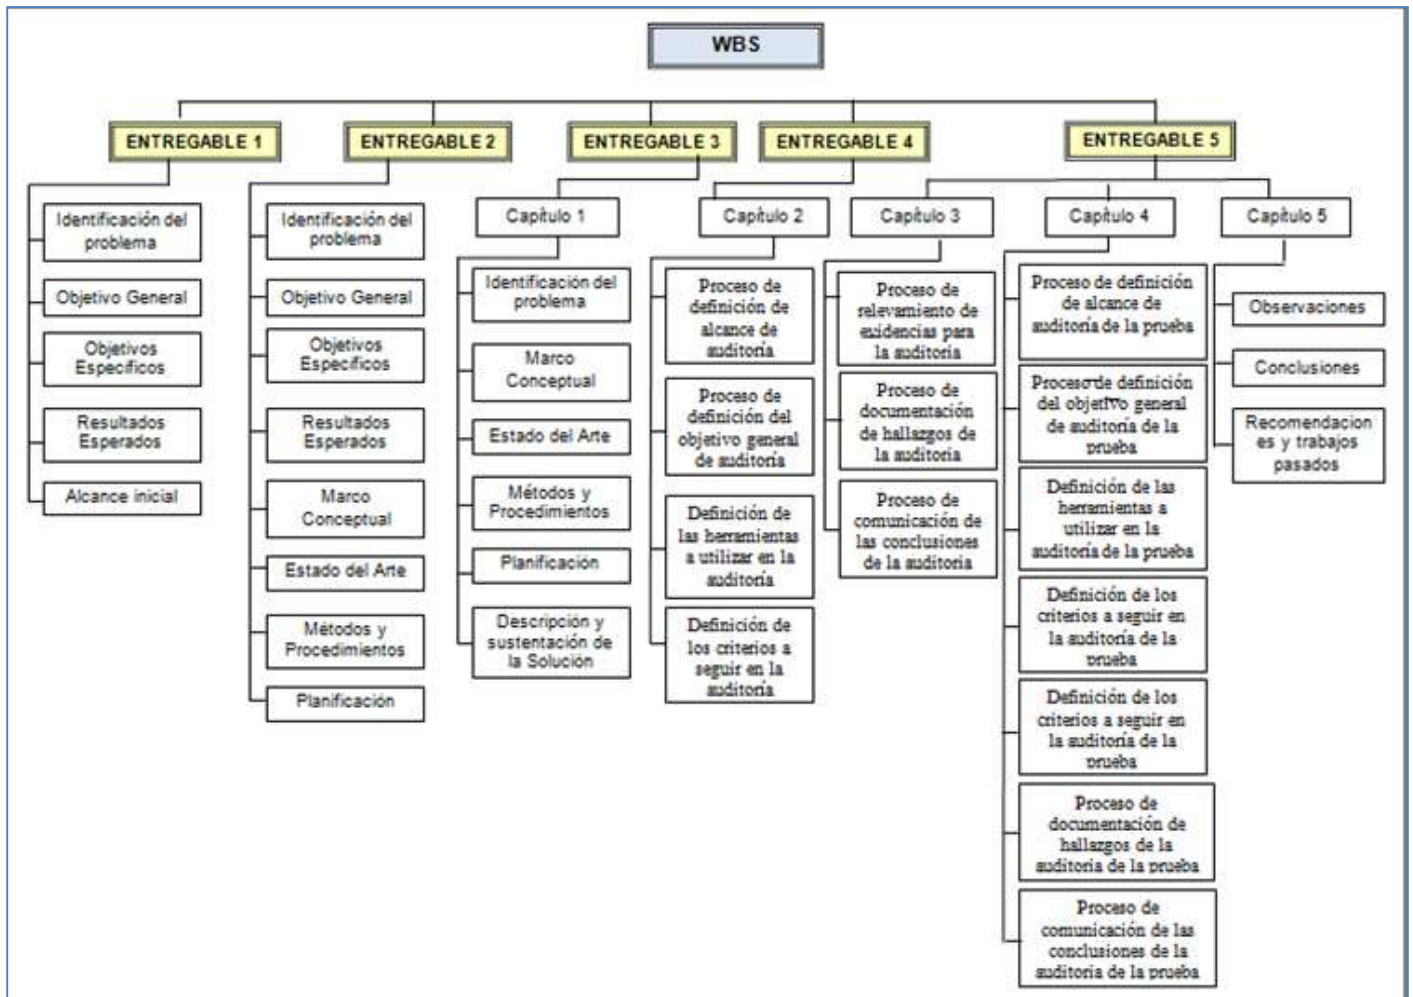 WBS
ENTREGABLE 1
ENTREGABLE 2
ENTREGABLE 3
ENTREGABLE 4
ENTREGABLE 5
Identificación del
problema
Objetivo General
Objetivos
Específicos
Resultados
Esperados
Alcance inicial
Identificación del
problema
Objetivo General
Objetivos
Específicos
Resultados
Esperados
Marco
Conceptual
Estado del Arte
Métodos y
Procedimientos
Planificación
Capítulo 1
Identificación del
problema
Marco
Conceptual
Estado del Arte
Métodos y
Procedimientos
Planificación
Descripción y
sustentación de
la Solución
Capítulo 2
Proceso de
definición de
alcance de
auditoría
Proceso de
definición del
objetivo general
de auditoría
Definición de
las herramientas
a utilizar en la
auditoría
Definición de
los criterios a
seguir en la
auditoría
Capítulo 3
Proceso de
relevamiento de
evidencias para
la auditoría
Proceso de
documentación
de hallazgos de
la auditoria
Proceso de
comunicación de
las conclusiones
de la auditoria
Capítulo 4
Proceso de definición
de alcance de
auditoría de la prueba
Proceso de definición
del objetivo general
de auditoría de la
prueba
Definición de las
herramientas a
utilizar en la
auditoría de la prueba
Definición de los
criterios a seguir en
la auditoría de la
prueba
Definición de los
criterios a seguir en
la auditoría de la
prueba
Proceso de
documentación de
hallazgos de la
auditoria de la prueba
Proceso de
comunicación de las
conclusiones de la
auditoria de la prueba
Capítulo 5
Observaciones
Conclusiones
Recomendacion
es y trabajos
pasados